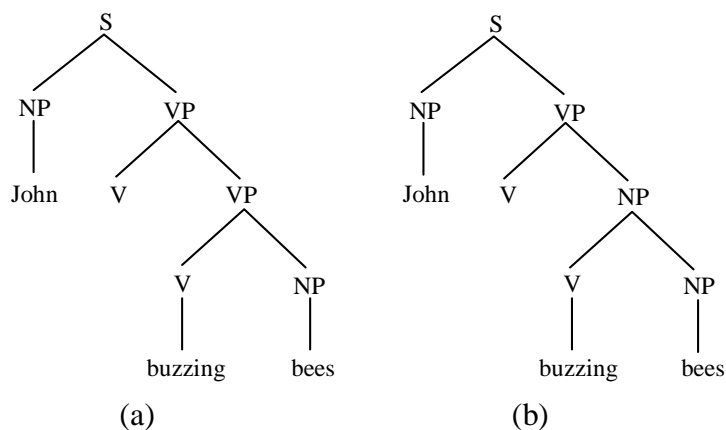 S S
NP VP NP VP
John V VP John V NP
V NP V NP
buzzing bees buzzing bees
(a) (b)